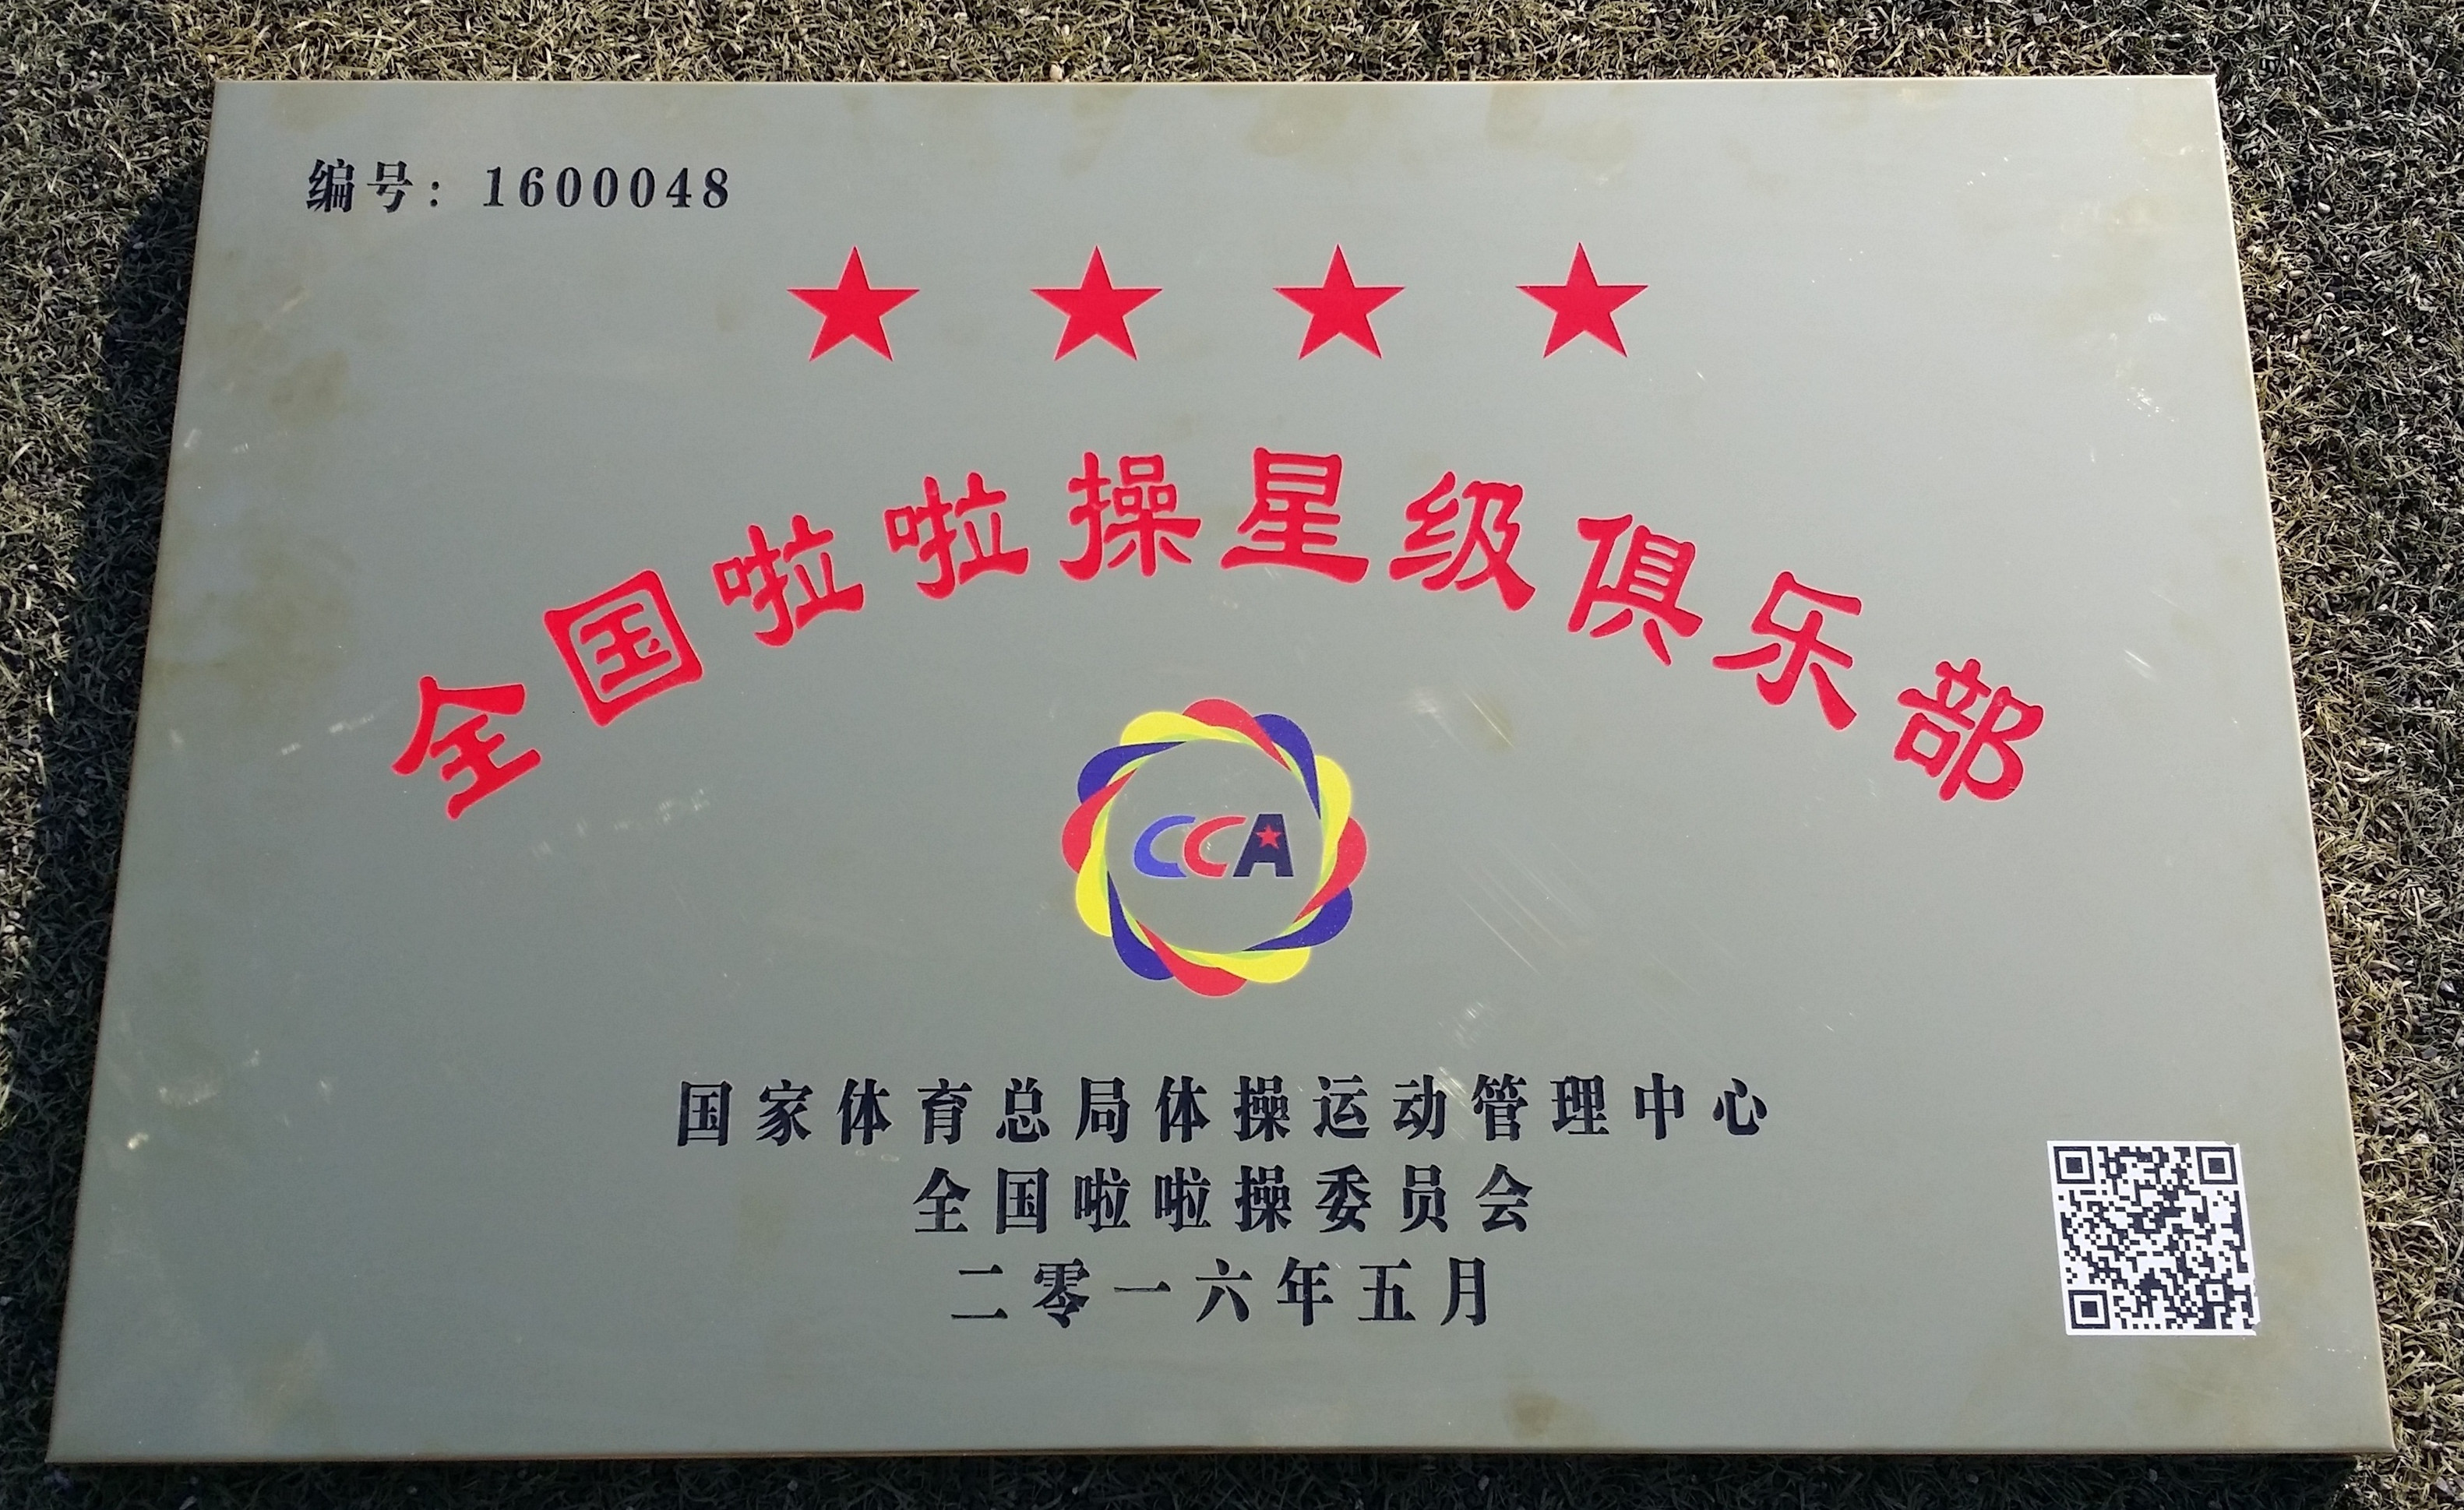 编号：1600048
全国啦啦操星级俱乐部
CCA
国家体育总局体操运动管理中心
全国啦啦操委员会
二零一六年五月